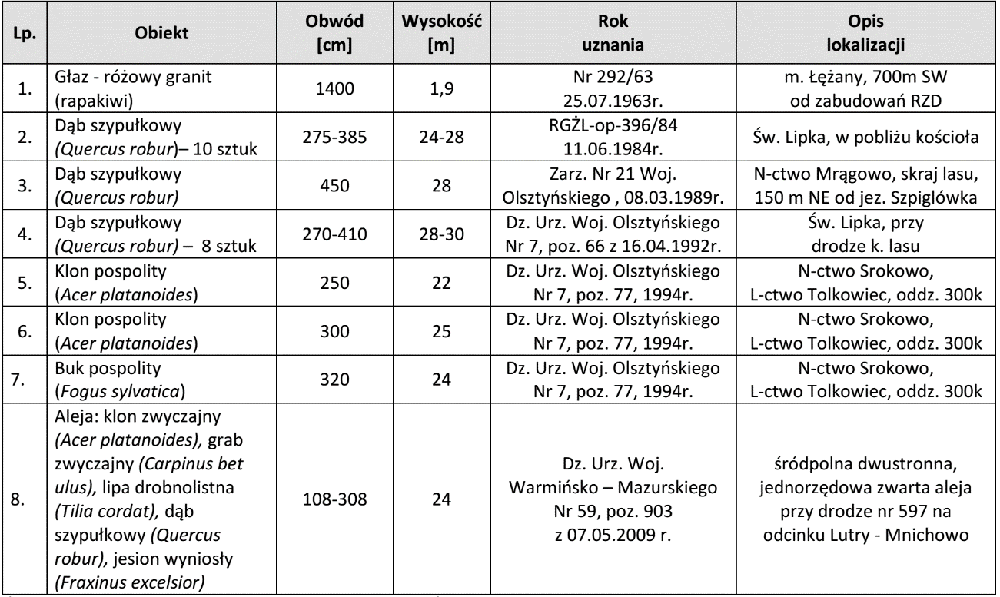 Lp.
Obiekt
Obwód
[cm]
Wysokość
[m]
Rok
uznania
Opis
lokalizacji
1.
Głaz - różowy granit
(rapakiwi)
1400
1,9
Nr 292/63
25.07.1963r.
m. Łężany, 700m SW
od zabudowań RZD
2.
Dąb szypułkowy
(Quercus robur)– 10 sztuk
275-385
24-28
RGŻL-op-396/84
11.06.1984r.
Św. Lipka, w pobliżu kościoła
3.
Dąb szypułkowy
(Quercus robur)
450
28
Zarz. Nr 21 Woj.
Olsztyńskiego , 08.03.1989r.
N-ctwo Mrągowo, skraj lasu,
150 m NE od jez. Szpiglówka
4.
Dąb szypułkowy
(Quercus robur) – 8 sztuk
270-410
28-30
Dz. Urz. Woj. Olsztyńskiego
Nr 7, poz. 66 z 16.04.1992r.
Św. Lipka, przy
drodze k. lasu
5.
Klon pospolity
(Acer platanoides)
250
22
Dz. Urz. Woj. Olsztyńskiego
Nr 7, poz. 77, 1994r.
N-ctwo Srokowo,
L-ctwo Tolkowiec, oddz. 300k
6.
Klon pospolity
(Acer platanoides)
300
25
Dz. Urz. Woj. Olsztyńskiego
Nr 7, poz. 77, 1994r.
N-ctwo Srokowo,
L-ctwo Tolkowiec, oddz. 300k
7.
Buk pospolity
(Fogus sylvatica)
320
24
Dz. Urz. Woj. Olsztyńskiego
Nr 7, poz. 77, 1994r.
N-ctwo Srokowo,
L-ctwo Tolkowiec, oddz. 300k
8.
Aleja: klon zwyczajny
(Acer platanoides), grab
zwyczajny (Carpinus bet
ulus), lipa drobnolistna
(Tilia cordat), dąb
szypułkowy (Quercus
robur), jesion wyniosły
(Fraxinus excelsior)
108-308
24
Dz. Urz. Woj.
Warmińsko – Mazurskiego
Nr 59, poz. 903
z 07.05.2009 r.
śródpolna dwustronna,
jednorzędowa zwarta aleja
przy drodze nr 597 na
odcinku Lutry - Mnichowo